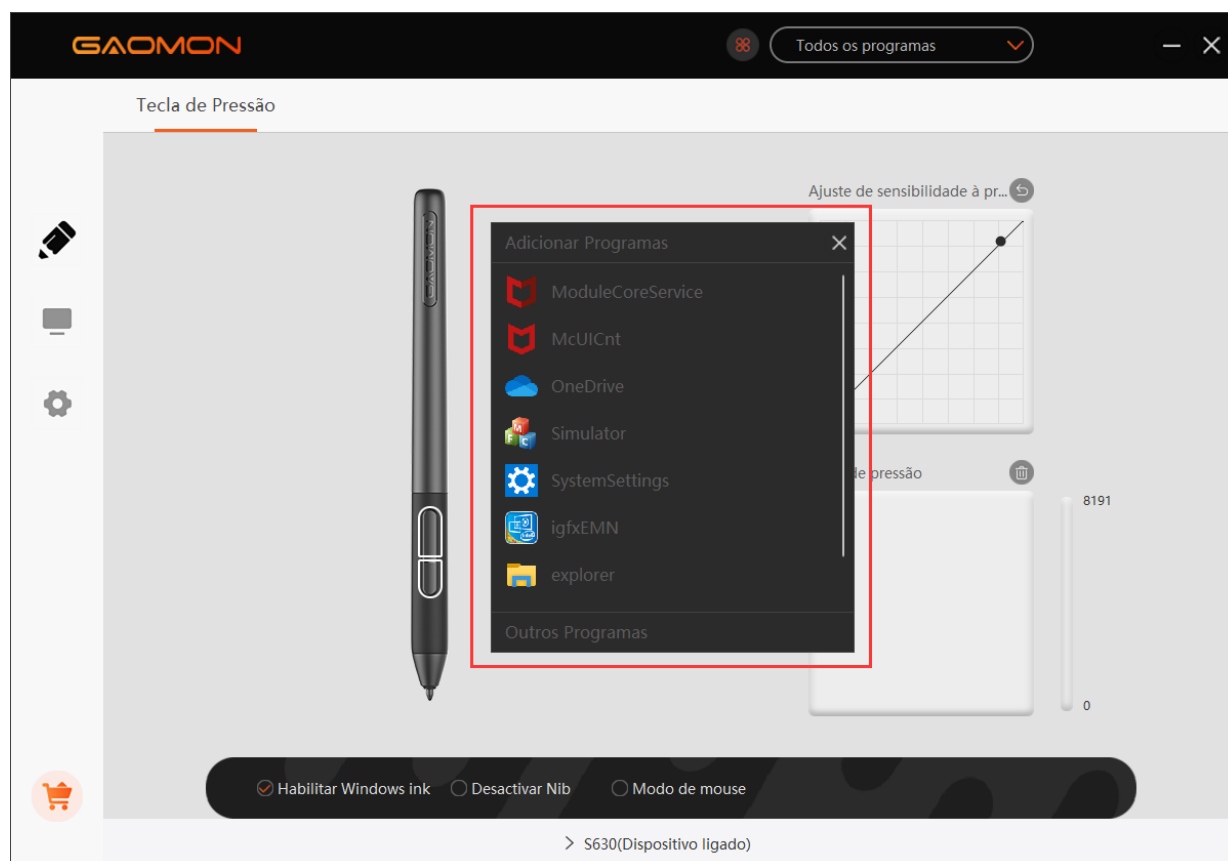 GAOMON
Todos os programas
Tecla de Pressão
Ajuste de sensibilidade à pr...
GAOMON
Adicionar Programas
ModuleCoreService
McUICnt
OneDrive
Simulator
SystemSettings
igfxEMN
explorer
Outros Programas
de pressão
8191
0
Habilitar Windows ink
Desactivar Nib
Modo de mouse
S630(Dispositivo ligado)